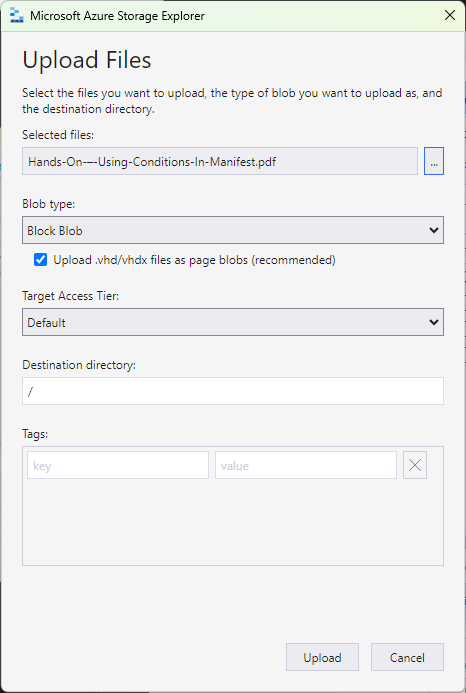 Microsoft Azure Storage Explorer
Upload Files
Select the files you want to upload, the type of blob you want to upload as, and
the destination directory.
Selected files:
Hands-On-–-Using-Conditions-In-Manifest.pdf
...
Blob type:
Block Blob
Upload .vhd/vhdx files as page blobs (recommended)
Target Access Tier:
Default
Destination directory:
/
Tags:
key value
Upload Cancel